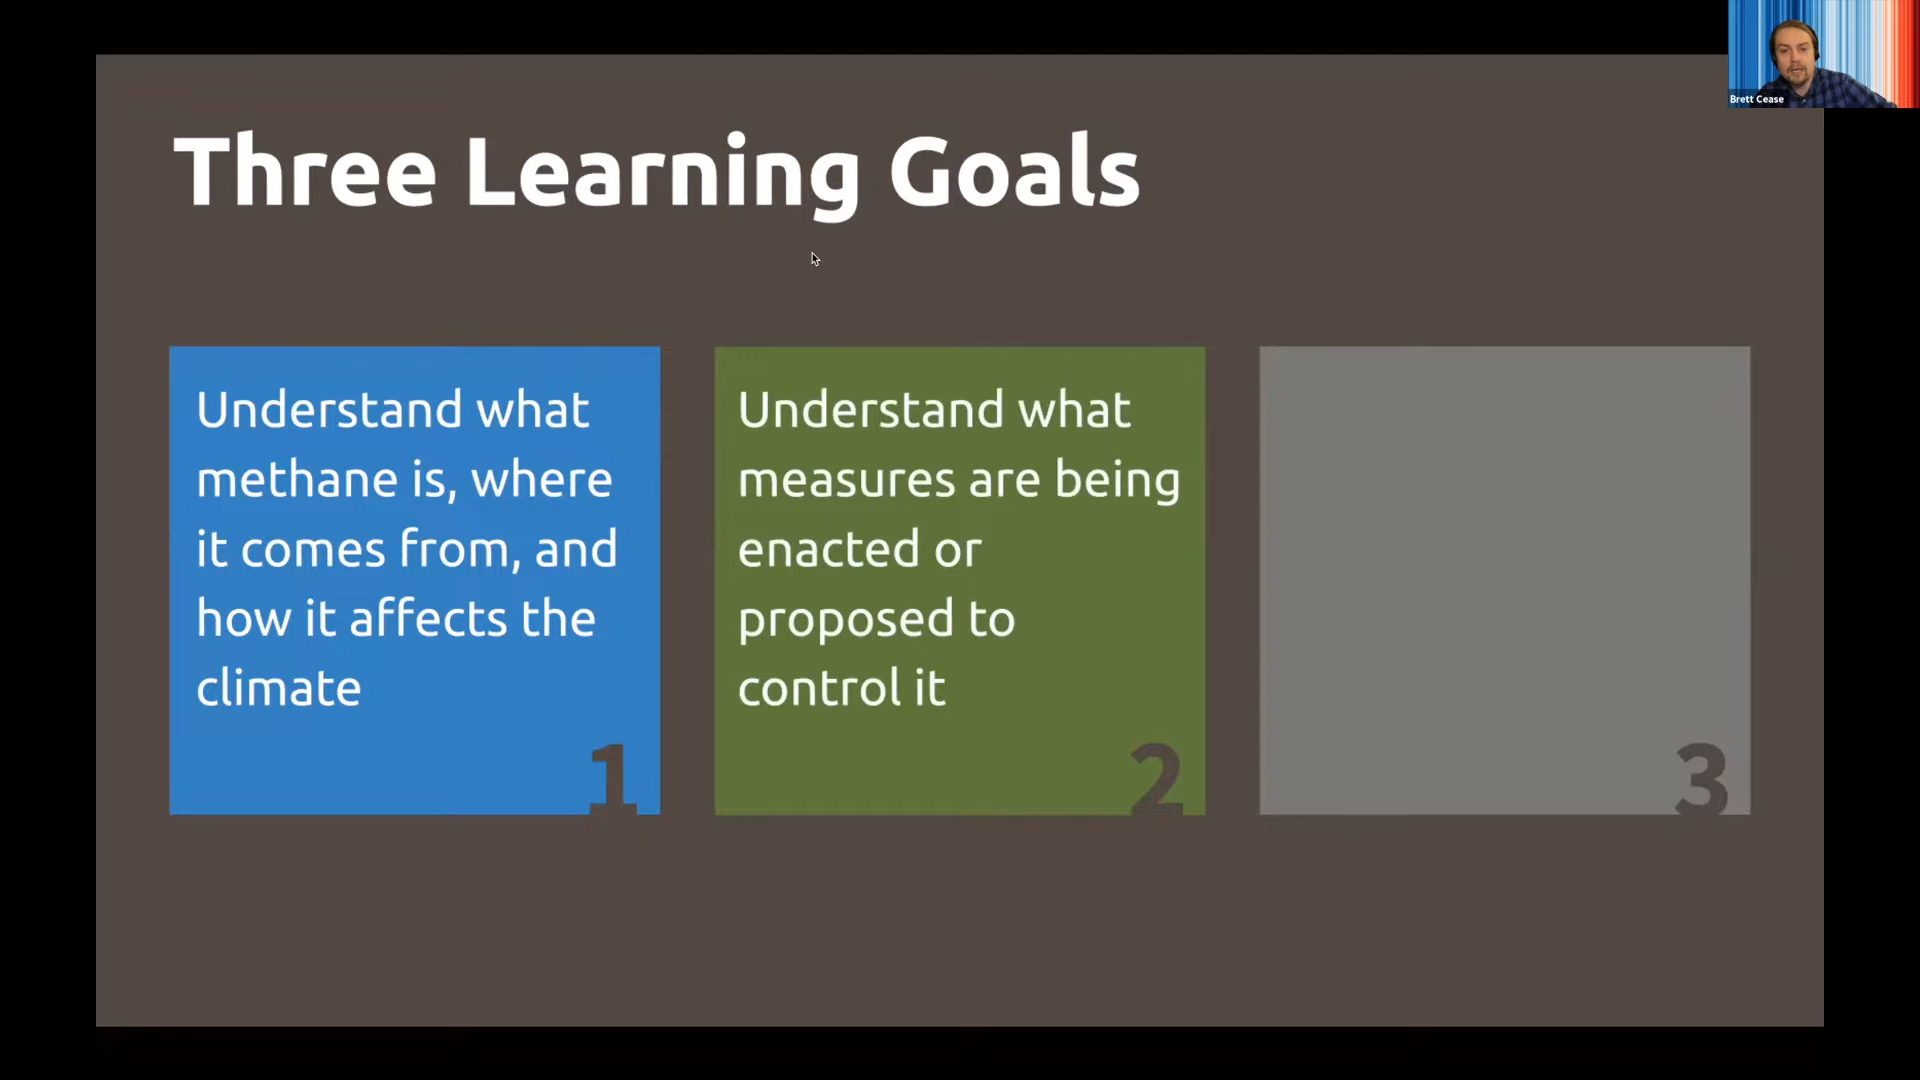 Brett Cease
Three Learning Goals
Understand what
methane is, where
it comes from, and
how it affects the
climate
1
Understand what
measures are being
enacted or
proposed to
control it
2
3